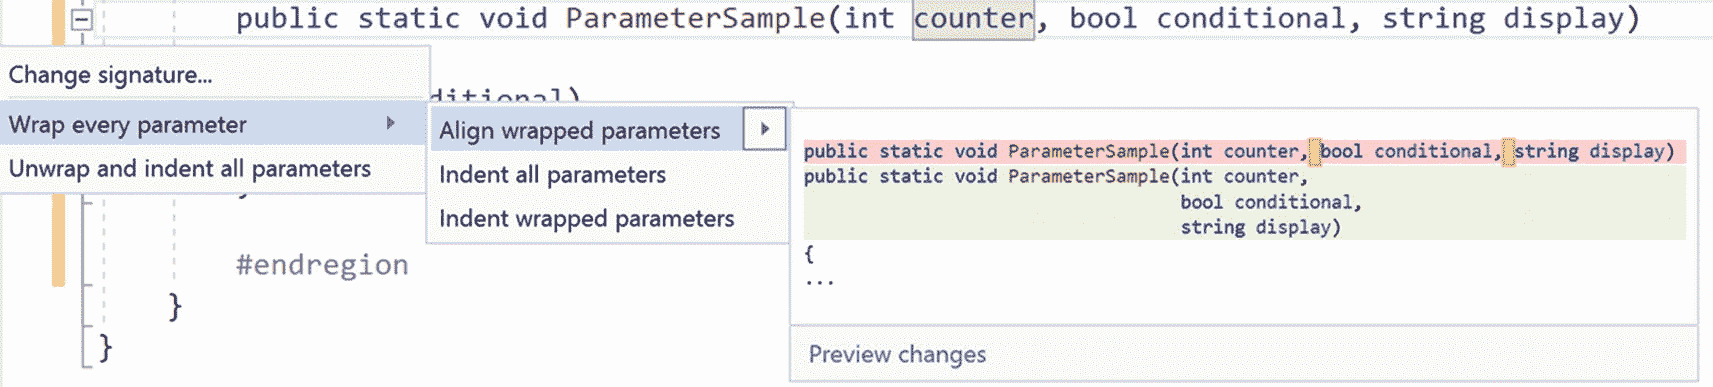 public static void ParameterSample(int counter, bool conditional, string display)
Change signature...
ditional)
Wrap every parameter
Unwrap and indent all parameters
Align wrapped parameters
Indent all parameters
Indent wrapped parameters
public static void ParameterSample(int counter, bool conditional, string display)
public static void ParameterSample(int counter,
bool conditional,
string display)
{
...
Preview changes
#endregion
}
}